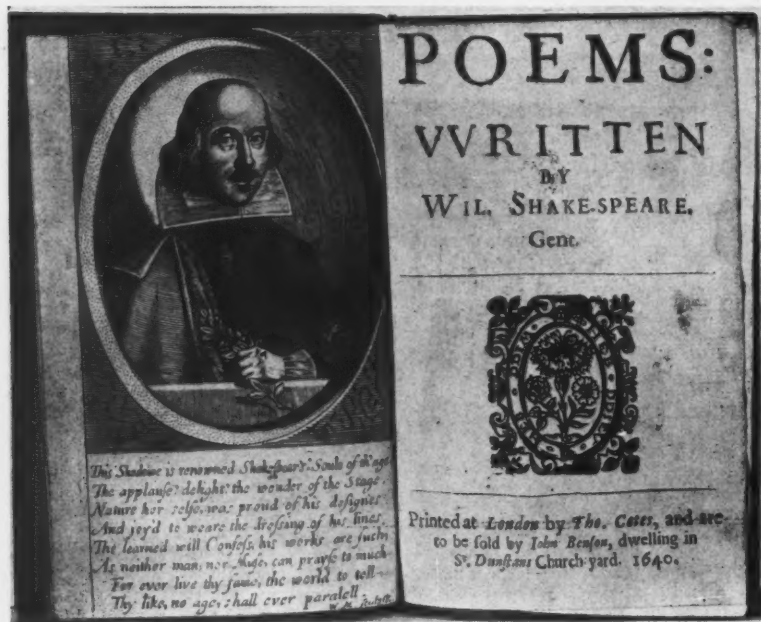 This Shadowe is renowned Shakespear's? Soule of th'age
The applause? delight? the wonder of the Stage.
Nature her selfe, was proud of his designes
And joy'd to weare the dressing of his lines,
The learned will Confess, his works are such,
As neither man, nor Muse, can prayse to much
For ever live thy fame, the world to tell,
Thy like, no age, shall ever paralell.
W.M. sculpsit.
POEMS:
VVRITTEN
BY
WIL. SHAKE-SPEARE.
Gent.
Printed at London by Tho. Cotes, and are
to be sold by Iohn Benson, dwelling in
St. Dunstans Church-yard. 1640.